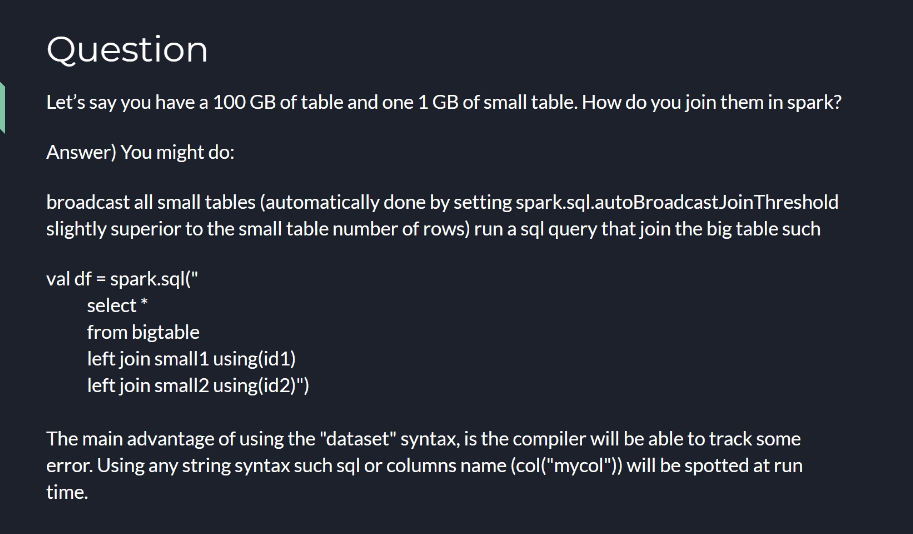 Question
Let’s say you have a 100 GB of table and one 1 GB of small table. How do you join them in spark?
Answer) You might do:
broadcast all small tables (automatically done by setting spark.sql.autoBroadcastJoinThreshold
slightly superior to the small table number of rows) run a sql query that join the big table such
val df = spark.sql("
select *
from bigtable
left join small1 using(id1)
left join small2 using(id2)")
The main advantage of using the "dataset" syntax, is the compiler will be able to track some
error. Using any string syntax such sql or columns name (col("mycol")) will be spotted at run
time.